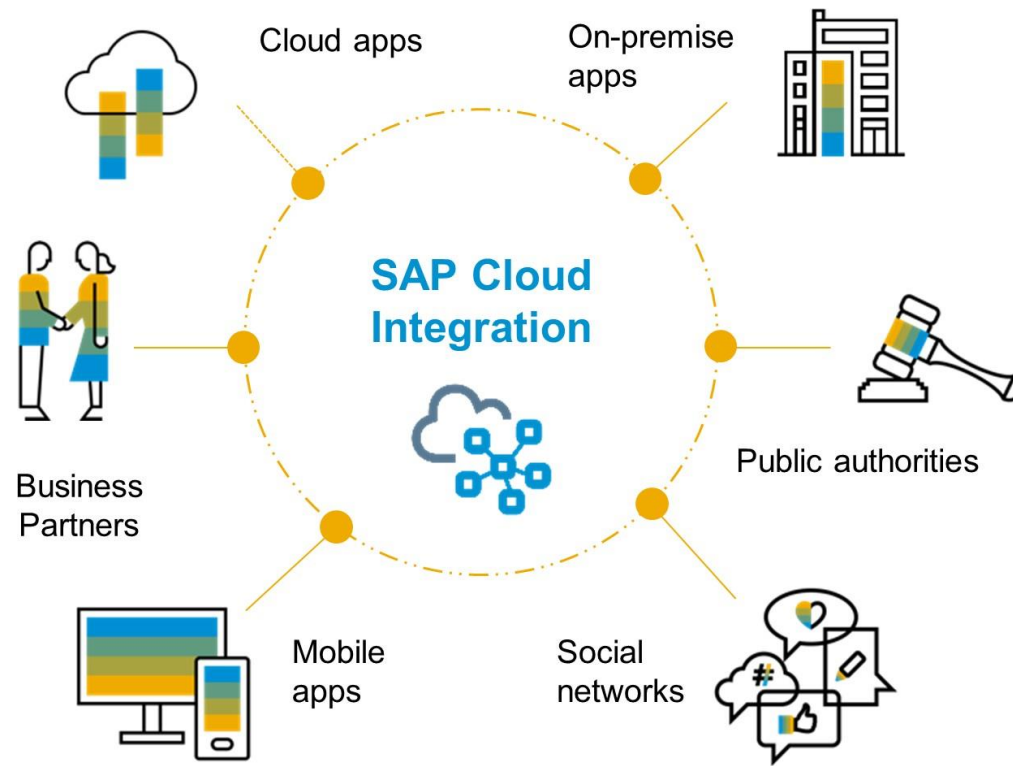 Cloud apps
On-premise
apps
SAP Cloud
Integration
Public authorities
Business
Partners
Mobile
apps
Social
networks
#